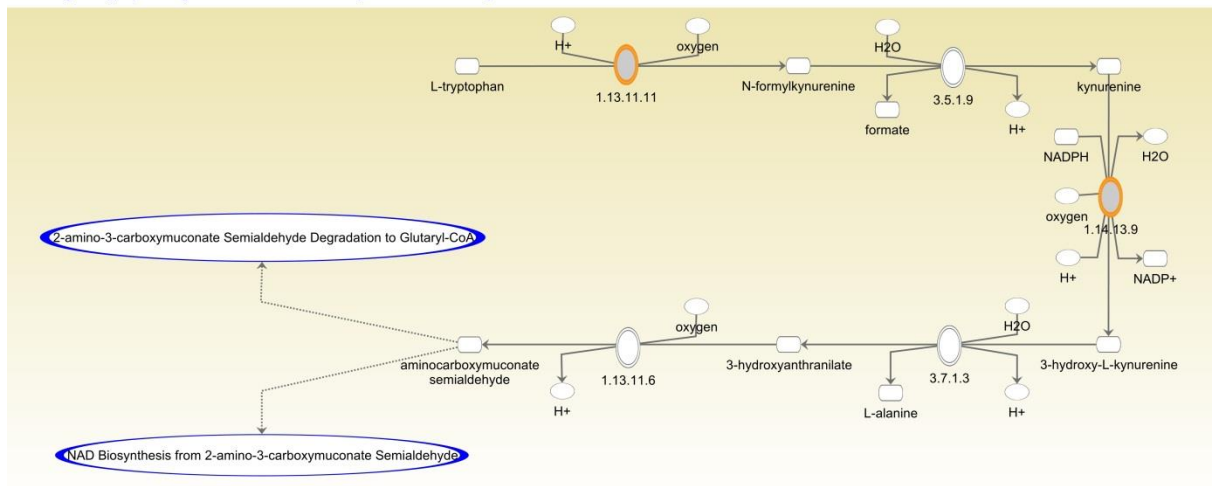 H+
oxygen
H2O
L-tryptophan
N-formylkynurenine
kynurenine
1.13.11.11
3.5.1.9
formate
H+
NADPH
H2O
oxygen
1.14.13.9
2-amino-3-carboxymuconate Semialdehyde Degradation to Glutaryl-CoA
H+
NADP+
oxygen
H2O
aminocarboxymuconate
semialdehyde
1.13.11.6
3-hydroxyanthranilate
3.7.1.3
3-hydroxy-L-kynurenine
H+
L-alanine
H+
NAD Biosynthesis from 2-amino-3-carboxymuconate Semialdehyde